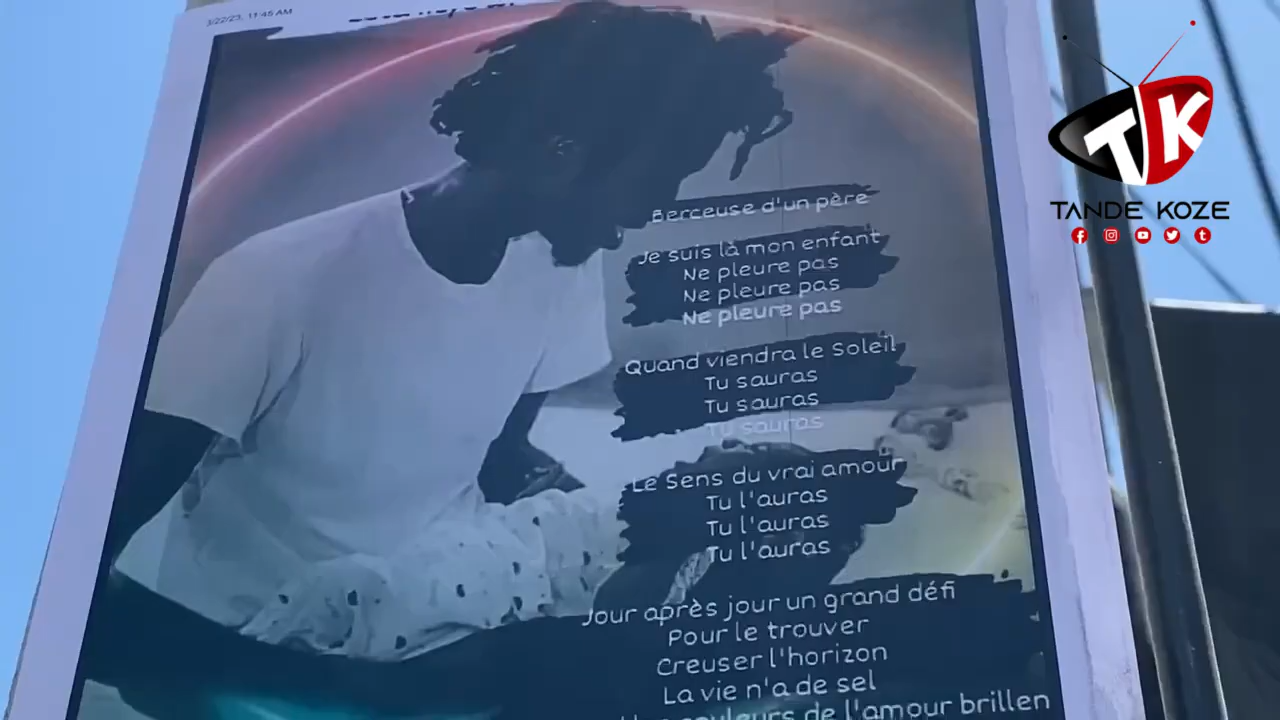 3/22/23, 11:45 AM
TK
TANDE KOZE
Berceuse d'un père
Je suis là mon enfant
Ne pleure pas
Ne pleure pas
Ne pleure pas
Quand viendra le Soleil
Tu sauras
Tu sauras
Tu sauras
Le Sens du vrai amour
Tu l'auras
Tu l'auras
Tu l'auras
Jour après jour un grand défi
Pour le trouver
Creuser l'horizon
La vie n'a de sel
couleurs de l'amour brillen